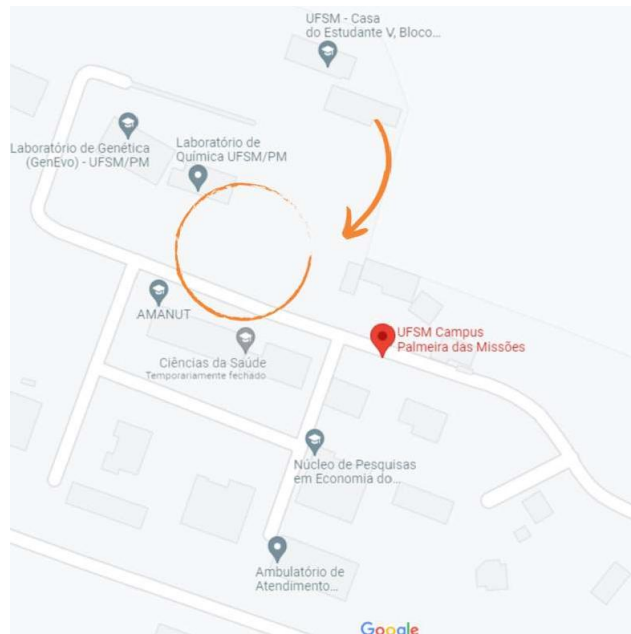 UFSM - Casa
do Estudante V, Bloco...
Laboratório de Genética
(GenEvo) - UFSM/PM
Laboratório de
Química UFSM/PM
AMANUT
UFSM Campus
Palmeira das Missões
Ciências da Saúde
Temporariamente fechado
Núcleo de Pesquisas
em Economia do...
Ambulatório de
Atendimento...
Google